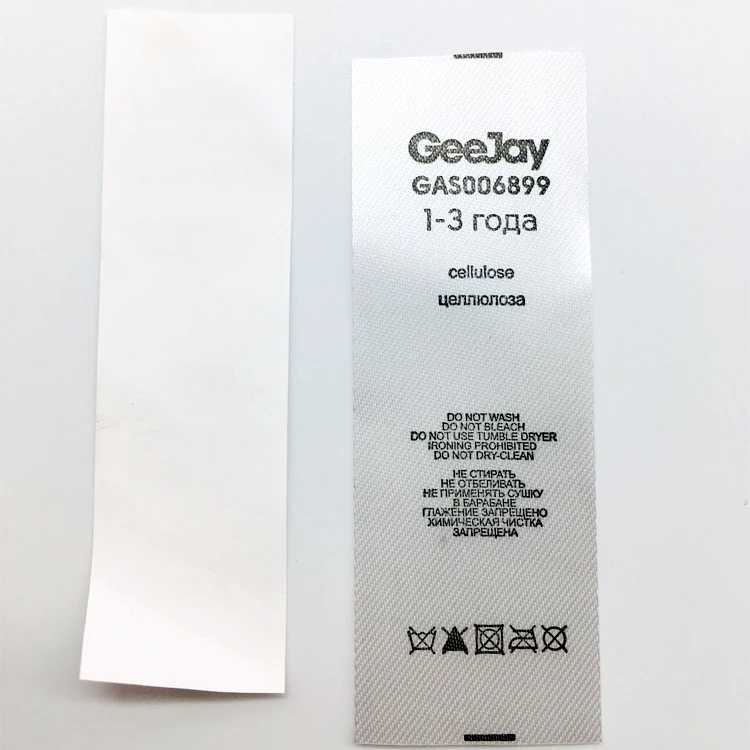 GeeJay
GAS006899
1-3 года
cellulose
целлюлоза
DO NOT WASH
DO NOT BLEACH
DO NOT USE TUMBLE DRYER
IRONING PROHIBITED
DO NOT DRY-CLEAN
НЕ СТИРАТЬ
НЕ ОТБЕЛИВАТЬ
НЕ ПРИМЕНЯТЬ СУШКУ
В БАРАБАНЕ
ГЛАЖЕНИЕ ЗАПРЕЩЕНО
ХИМИЧЕСКАЯ ЧИСТКА
ЗАПРЕЩЕНА